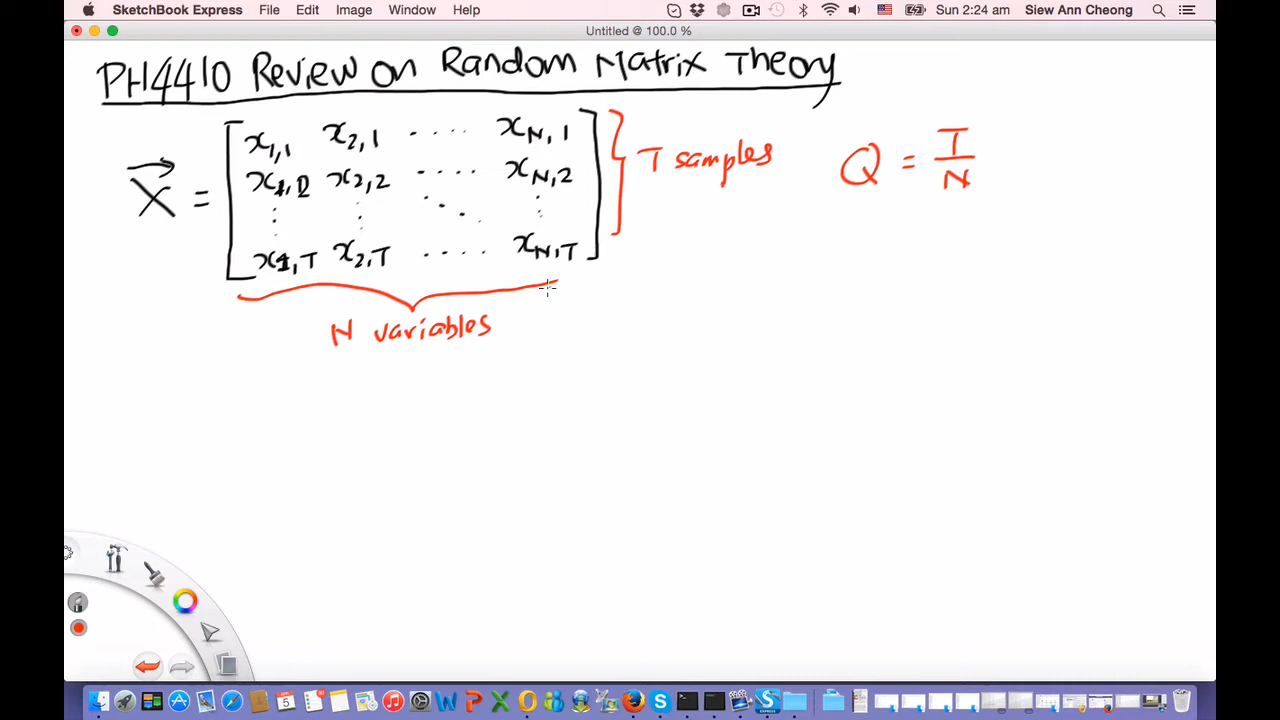 SketchBook Express File Edit Image Window Help Sun 2:24 am Siew Ann Cheong
Untitled @ 100.0 %
PH4410 Review on Random Matrix Theory
x1,1 x2,1 .... xN,1
X = x1,2 x2,2 .... xN,2 T samples Q = T/N
x1,T x2,T .... xN,T
N variables